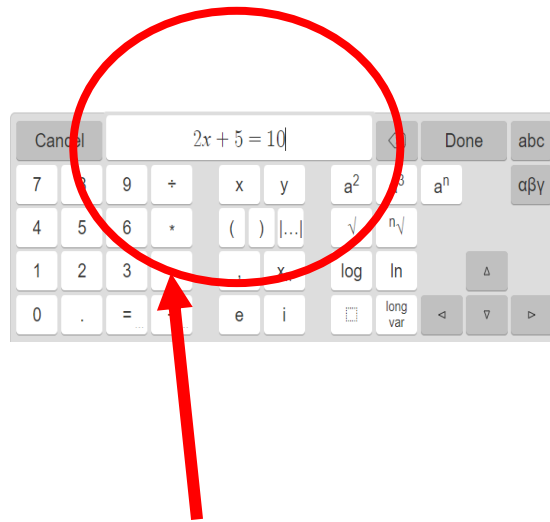 Cancel 2x + 5 = 10 Done abc
7 9 ÷ x y a² aⁿ αβγ
4 5 6 * ( ) |...| √ ⁿ√
1 2 3 , log ln Δ
0 . = ... e i long var ◁ ▽ ▷